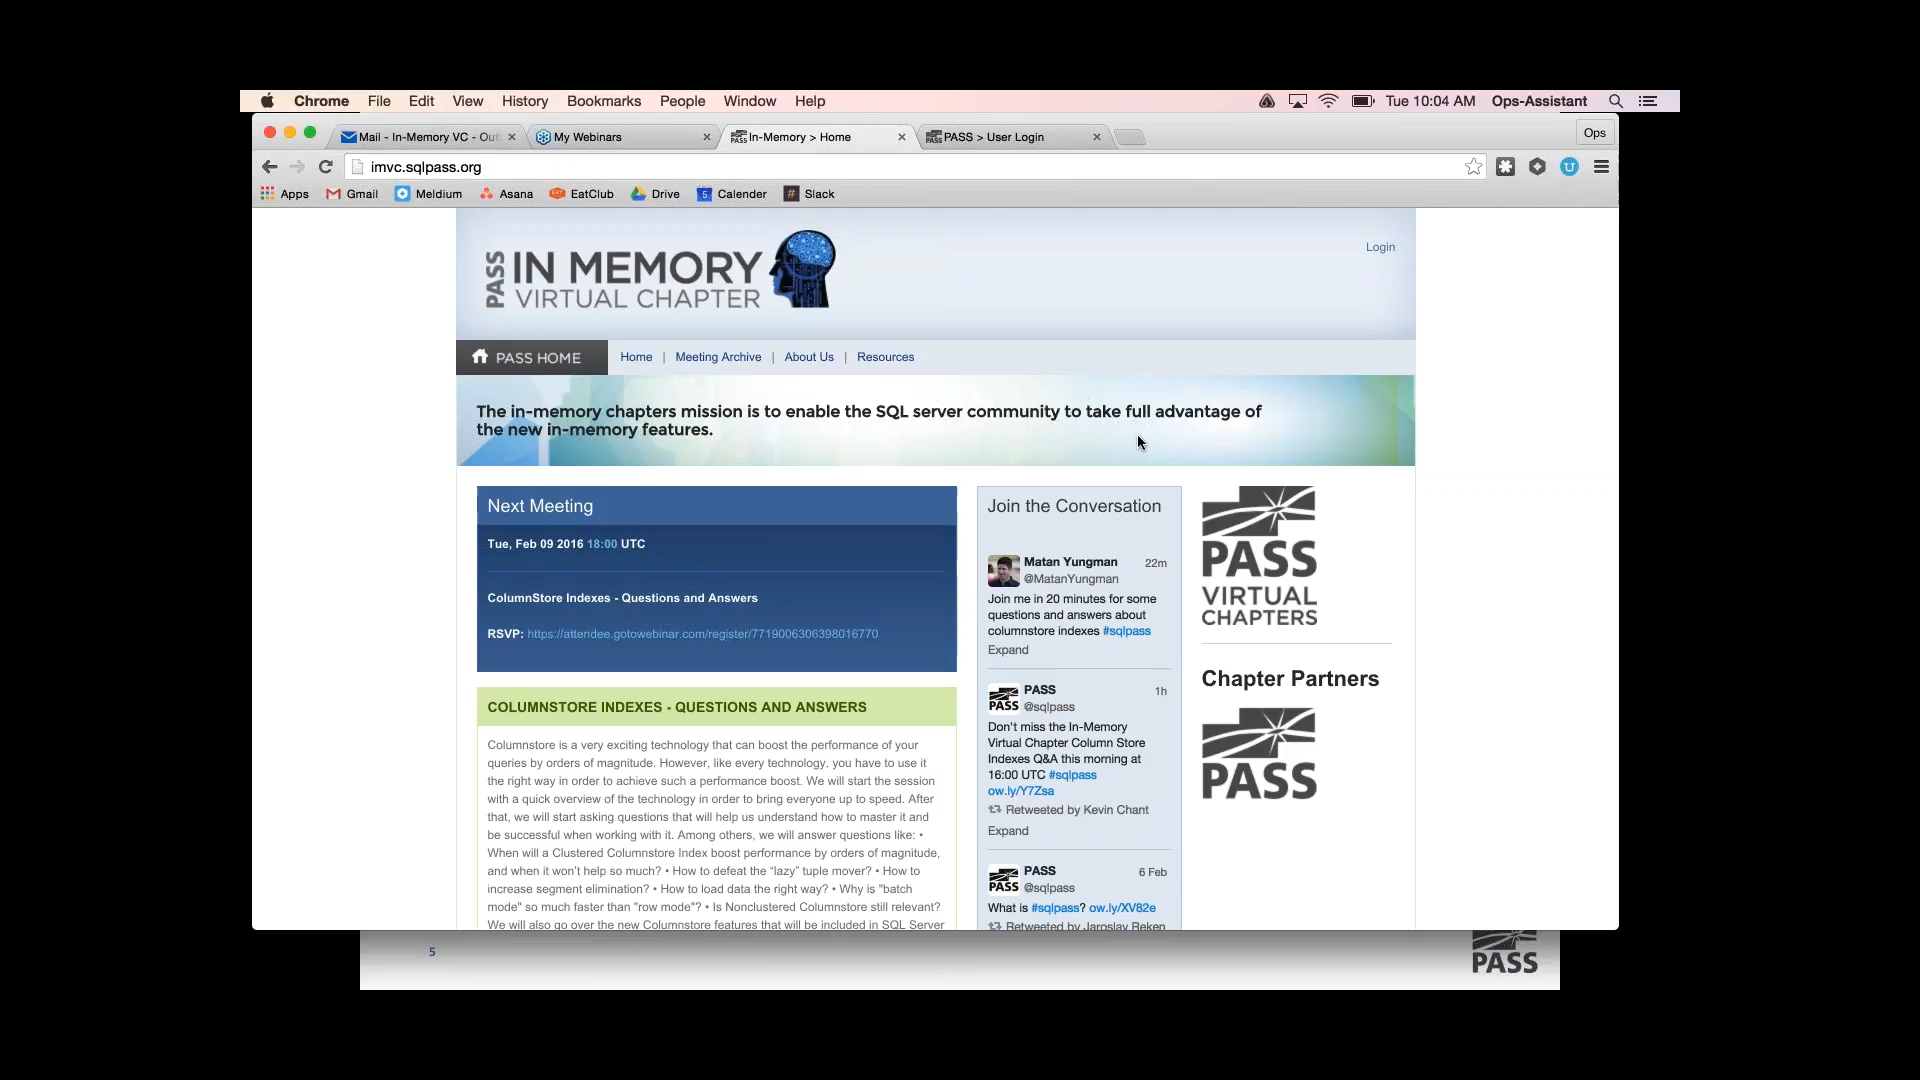 Chrome File Edit View History Bookmarks People Window Help Tue 10:04 AM Ops-Assistant
Mail - In-Memory VC - Out My Webinars In-Memory > Home PASS > User Login Ops
imvc.sqlpass.org
Apps Gmail Meldium Asana EatClub Drive 5 Calender # Slack
Login
PASS IN MEMORY
VIRTUAL CHAPTER
PASS HOME Home | Meeting Archive | About Us | Resources
The in-memory chapters mission is to enable the SQL server community to take full advantage of
the new in-memory features.
Next Meeting
Tue, Feb 09 2016 18:00 UTC
ColumnStore Indexes - Questions and Answers
RSVP: https://attendee.gotowebinar.com/register/7719006306398016770
COLUMNSTORE INDEXES - QUESTIONS AND ANSWERS
Columnstore is a very exciting technology that can boost the performance of your
queries by orders of magnitude. However, like every technology, you have to use it
the right way in order to achieve such a performance boost. We will start the session
with a quick overview of the technology in order to bring everyone up to speed. After
that, we will start asking questions that will help us understand how to master it and
be successful when working with it. Among others, we will answer questions like: •
When will a Clustered Columnstore Index boost performance by orders of magnitude,
and when it won't help so much? • How to defeat the “lazy” tuple mover? • How to
increase segment elimination? • How to load data the right way? • Why is "batch
mode" so much faster than "row mode"? • Is Nonclustered Columnstore still relevant?
We will also go over the new Columnstore features that will be included in SQL Server
Join the Conversation
Matan Yungman 22m
@MatanYungman
Join me in 20 minutes for some
questions and answers about
columnstore indexes #sqlpass
Expand
PASS 1h
@sqlpass
Don't miss the In-Memory
Virtual Chapter Column Store
Indexes Q&A this morning at
16:00 UTC #sqlpass
ow.ly/Y7Zsa
Retweeted by Kevin Chant
Expand
PASS 6 Feb
@sqlpass
What is #sqlpass? ow.ly/XV82e
Retweeted by Jaroslav Reken
PASS
VIRTUAL
CHAPTERS
Chapter Partners
PASS
5
PASS